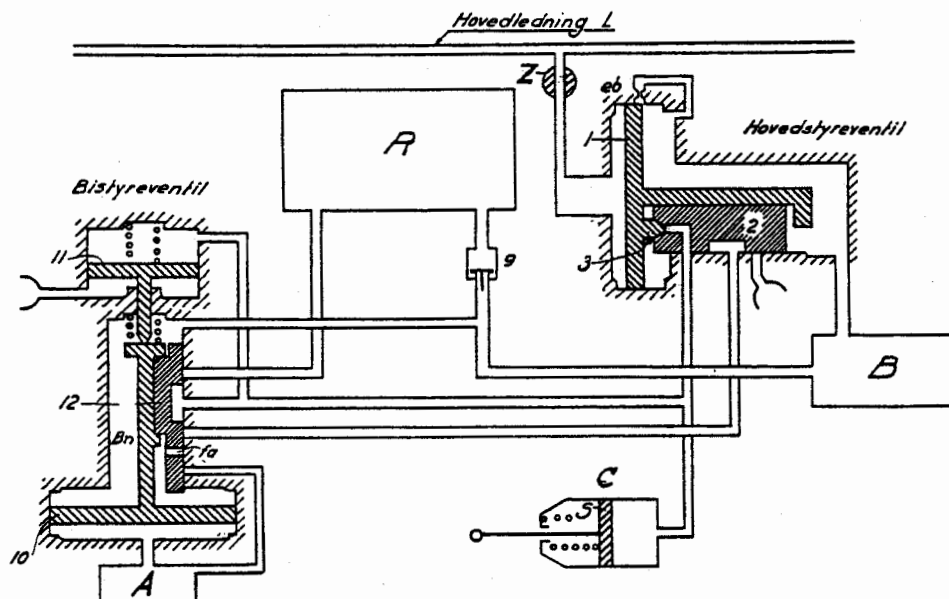 Hovedledning L
Z
eb
1
Hovedstyreventil
R
Bistyreventil
2
3
9
11
B
12
Bn
fa
C
S
10
A